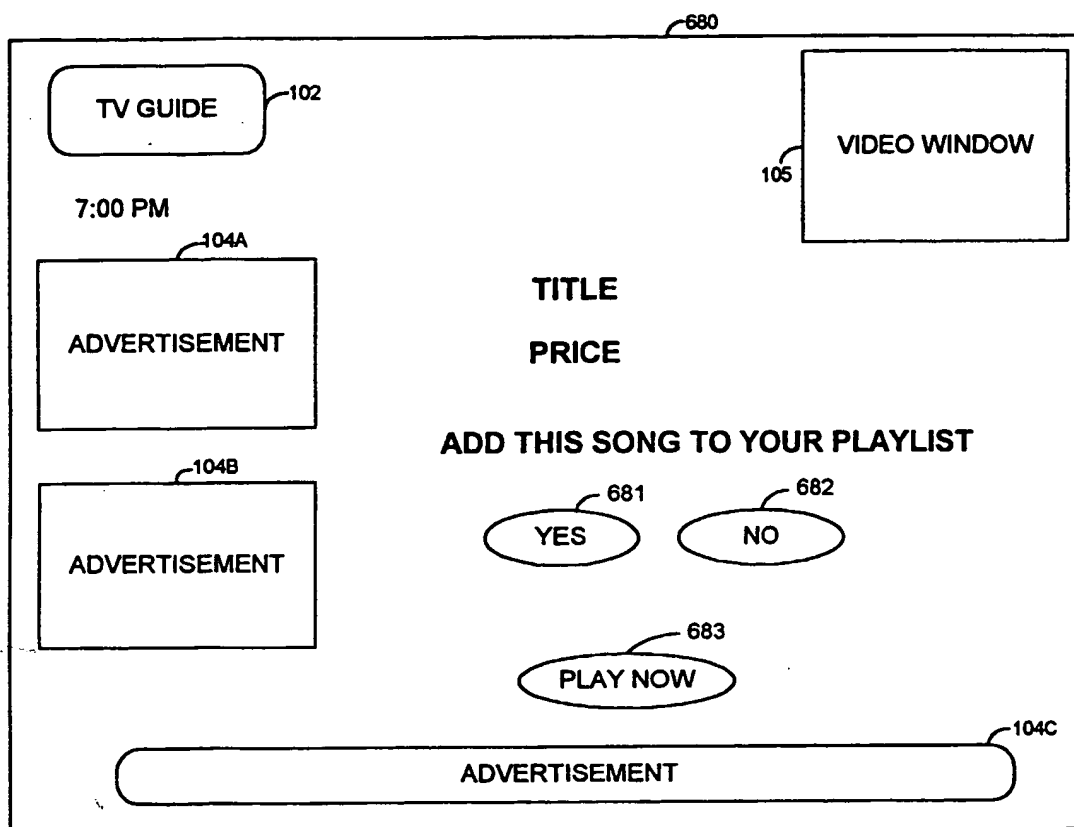 680
TV GUIDE
102
VIDEO WINDOW
105
7:00 PM
104A
ADVERTISEMENT
TITLE
PRICE
ADD THIS SONG TO YOUR PLAYLIST
104B
ADVERTISEMENT
681
YES
682
NO
683
PLAY NOW
104C
ADVERTISEMENT